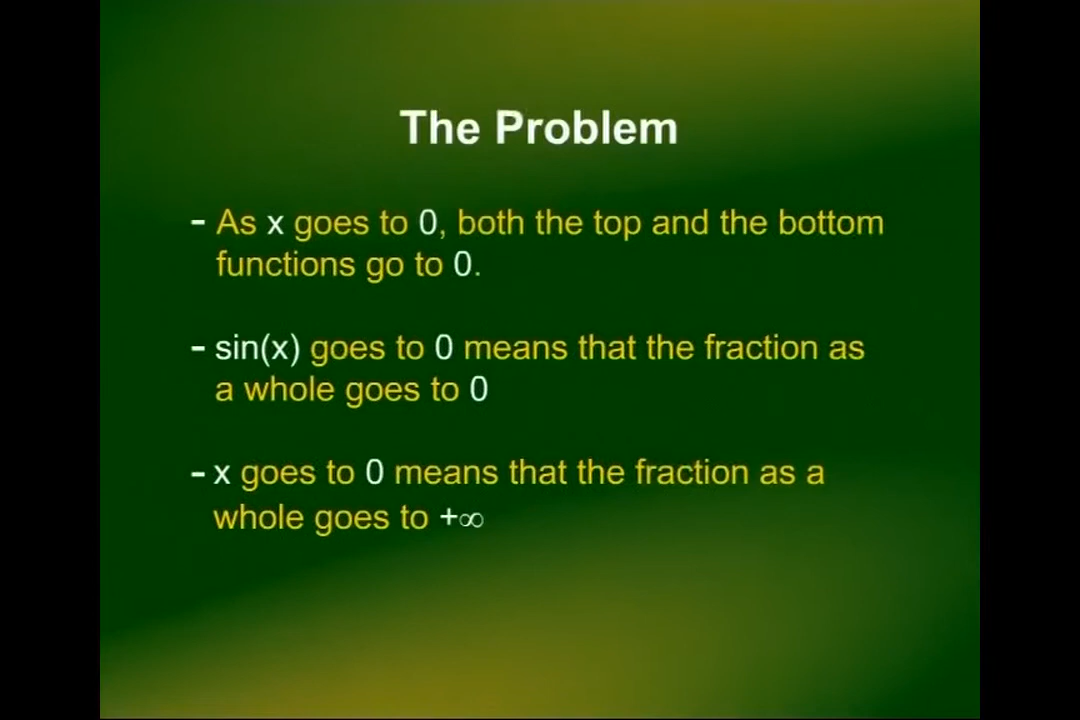 The Problem
- As x goes to 0, both the top and the bottom
functions go to 0.
- sin(x) goes to 0 means that the fraction as
a whole goes to 0
- x goes to 0 means that the fraction as a
whole goes to +∞